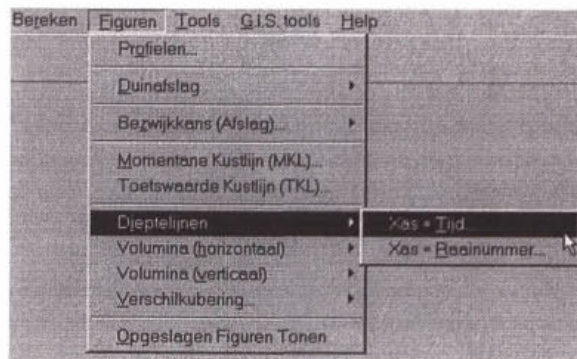 Bereken Figuren Tools G.I.S. tools Help
Profielen...
Duinafslag
Bezwijkkans (Afslag)...
Momentane Kustlijn (MKL)...
Toetswaarde Kustlijn (TKL)...
Dieptelijnen
Xas = Tijd...
Volumina (horizontaal)
Xas = Raainummer...
Volumina (verticaal)
Verschilkubering...
Opgeslagen Figuren Tonen